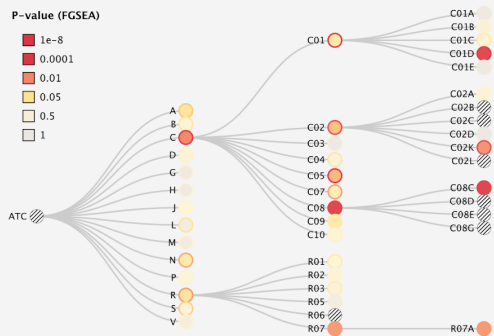 P-value (FGSEA)
1e-8
0.0001
0.01
0.05
0.5
1
ATC
A
B
C
D
G
H
J
L
M
N
P
R
S
V
C01
C02
C03
C04
C05
C07
C08
C09
C10
R01
R02
R03
R05
R06
R07
C01A
C01B
C01C
C01D
C01E
C02A
C02B
C02C
C02D
C02K
C02L
C08C
C08D
C08E
C08G
R07A